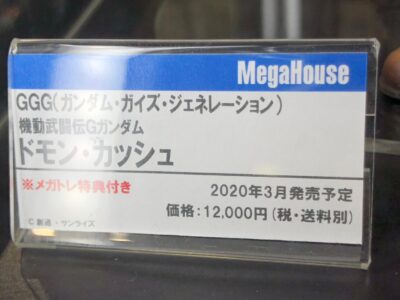 MegaHouse
GGG(ガンダム・ガイズ・ジェネレーション)
機動武闘伝Gガンダム
ドモン・カッシュ
※メガトレ特典付き
2020年3月発売予定
価格:12,000円(税・送料別)
©創通・サンライズ